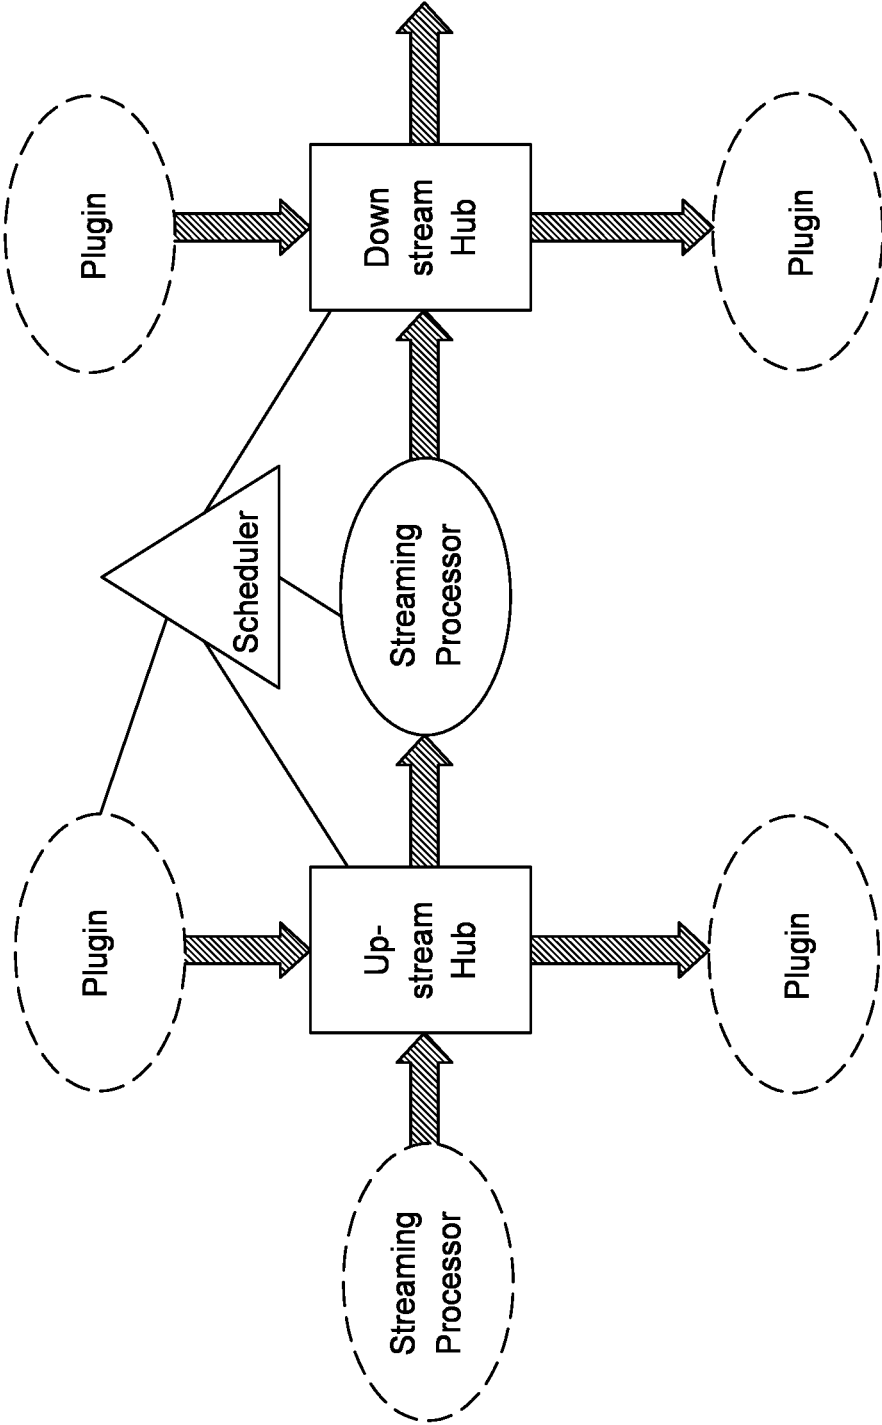 Plugin
Plugin
Scheduler
Streaming
Processor
Up-
stream
Hub
Streaming
Processor
Down
stream
Hub
Plugin
Plugin